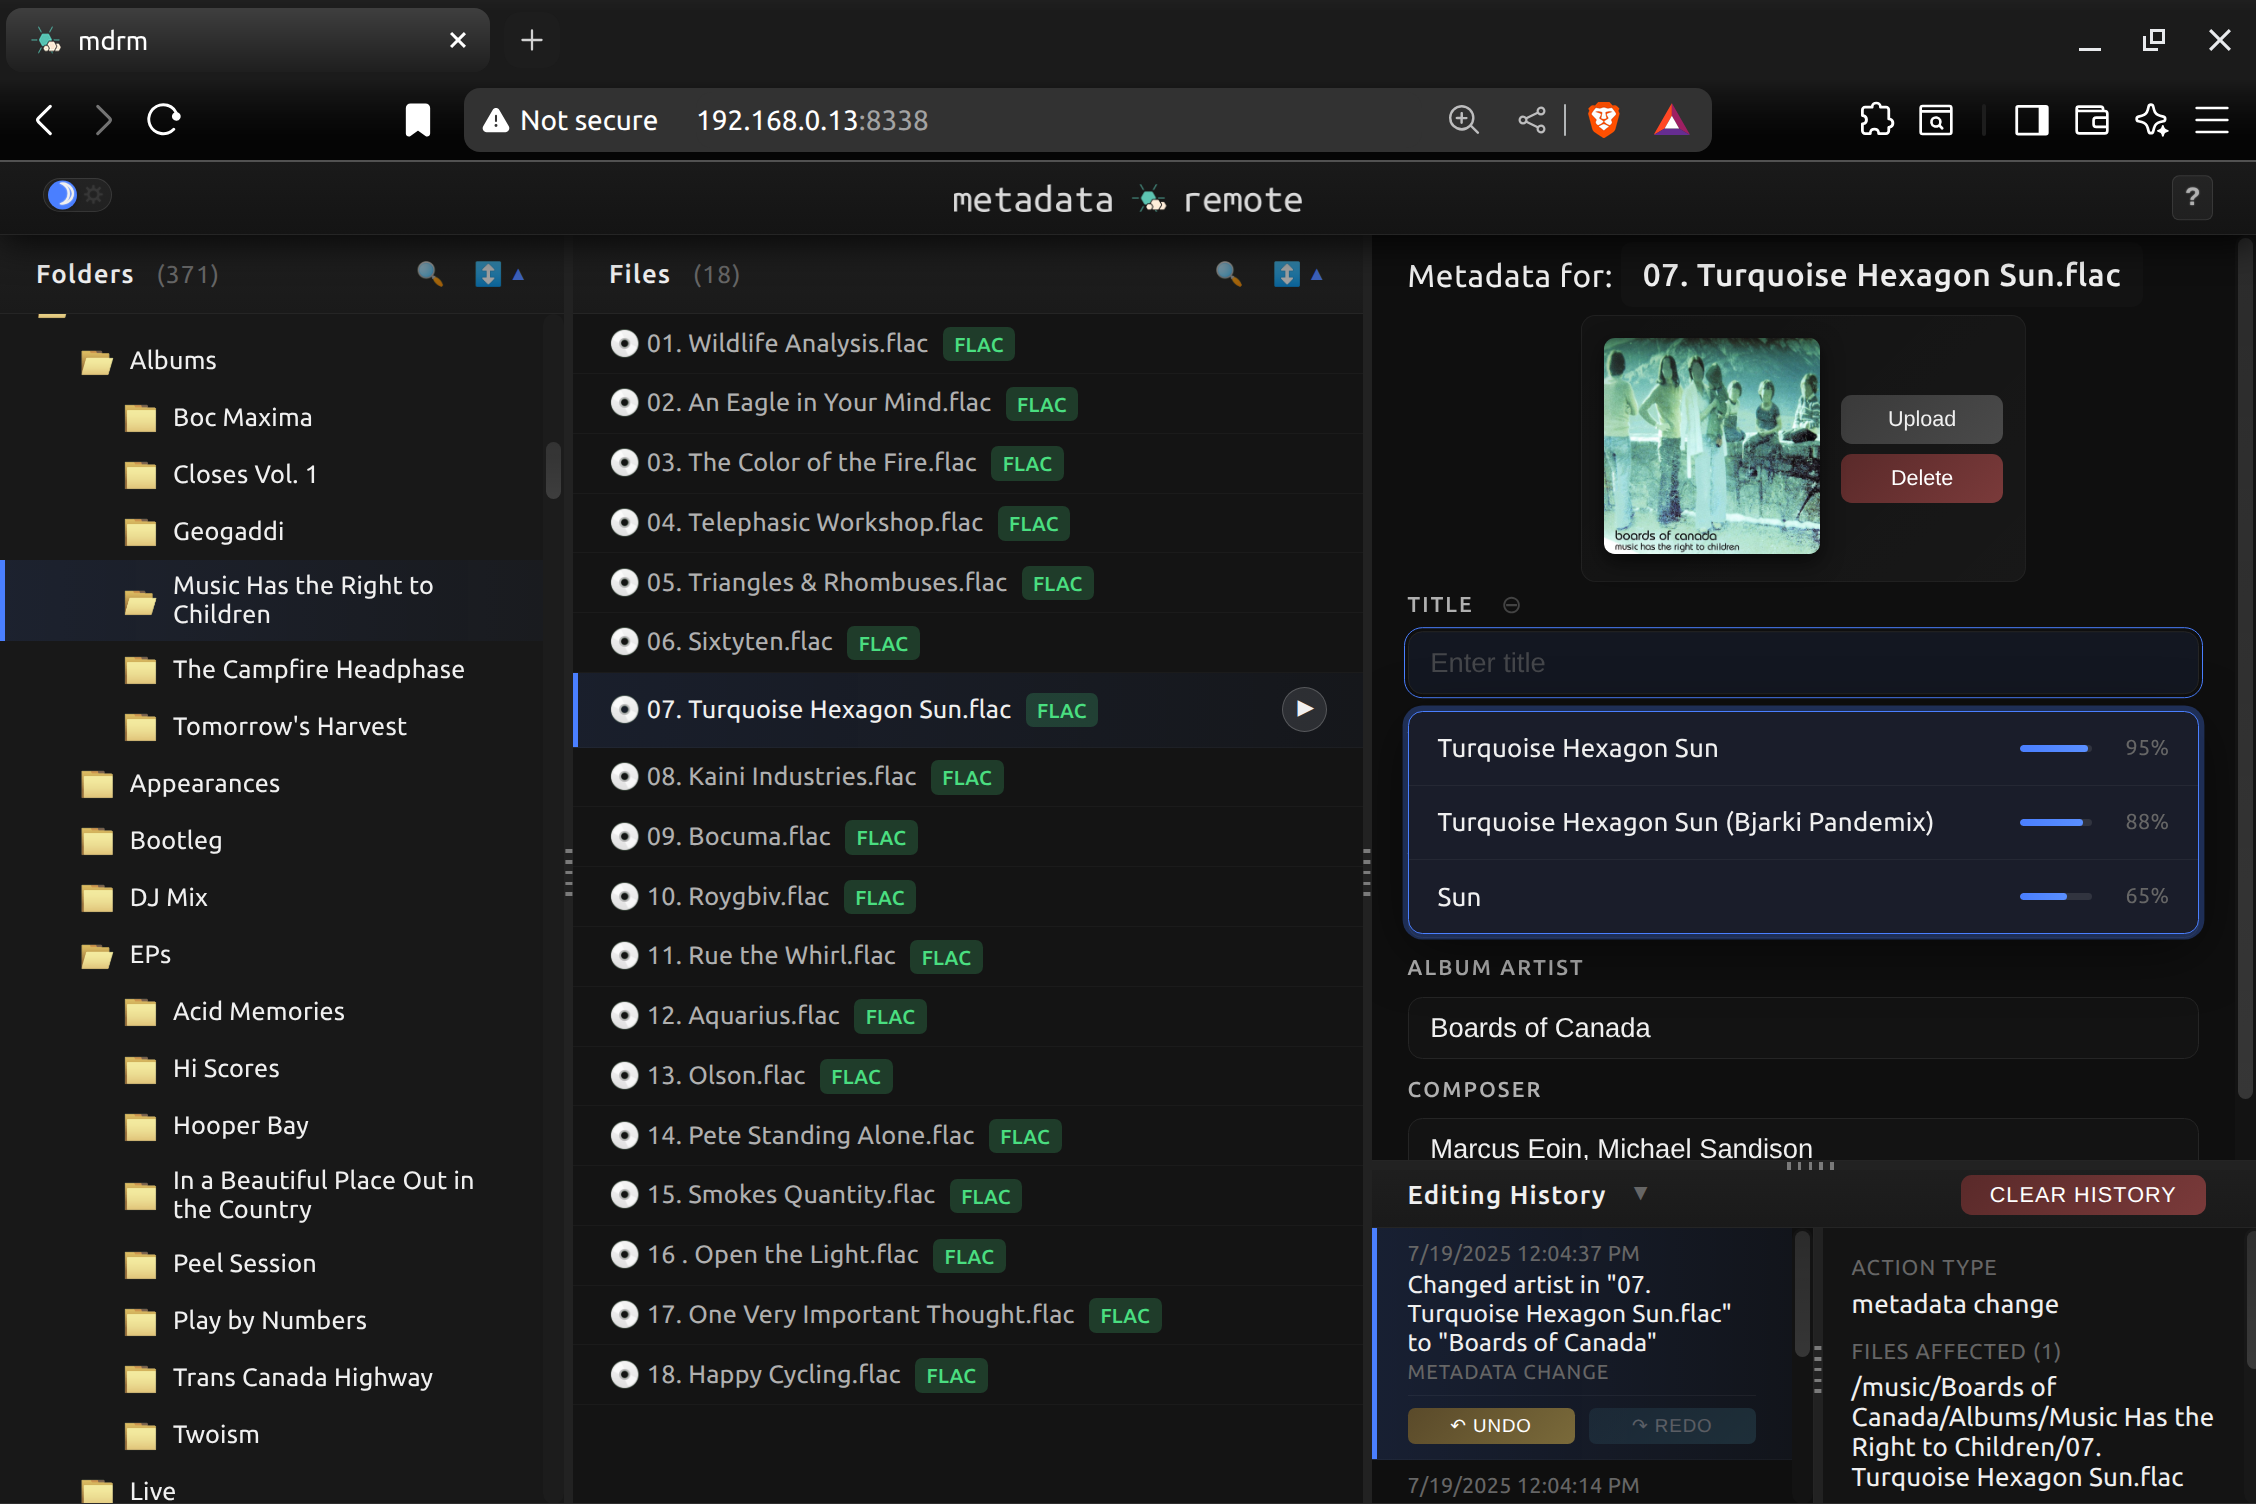 mdrm
Not secure 192.168.0.13:8338
metadata remote
?
Folders (371)
Albums
Boc Maxima
Closes Vol. 1
Geogaddi
Music Has the Right to
Children
The Campfire Headphase
Tomorrow's Harvest
Appearances
Bootleg
DJ Mix
EPs
Acid Memories
Hi Scores
Hooper Bay
In a Beautiful Place Out in
the Country
Peel Session
Play by Numbers
Trans Canada Highway
Twoism
Live
Files (18)
01. Wildlife Analysis.flac FLAC
02. An Eagle in Your Mind.flac FLAC
03. The Color of the Fire.flac FLAC
04. Telephasic Workshop.flac FLAC
05. Triangles & Rhombuses.flac FLAC
06. Sixtyten.flac FLAC
07. Turquoise Hexagon Sun.flac FLAC
08. Kaini Industries.flac FLAC
09. Bocuma.flac FLAC
10. Roygbiv.flac FLAC
11. Rue the Whirl.flac FLAC
12. Aquarius.flac FLAC
13. Olson.flac FLAC
14. Pete Standing Alone.flac FLAC
15. Smokes Quantity.flac FLAC
16 . Open the Light.flac FLAC
17. One Very Important Thought.flac FLAC
18. Happy Cycling.flac FLAC
Metadata for: 07. Turquoise Hexagon Sun.flac
boards of canada
music has the right to children
Upload
Delete
TITLE
Enter title
Turquoise Hexagon Sun 95%
Turquoise Hexagon Sun (Bjarki Pandemix) 88%
Sun 65%
ALBUM ARTIST
Boards of Canada
COMPOSER
Marcus Eoin, Michael Sandison
Editing History
CLEAR HISTORY
7/19/2025 12:04:37 PM
Changed artist in "07.
Turquoise Hexagon Sun.flac"
to "Boards of Canada"
METADATA CHANGE
↶ UNDO
↷ REDO
7/19/2025 12:04:14 PM
ACTION TYPE
metadata change
FILES AFFECTED (1)
/music/Boards of
Canada/Albums/Music Has the
Right to Children/07.
Turquoise Hexagon Sun.flac